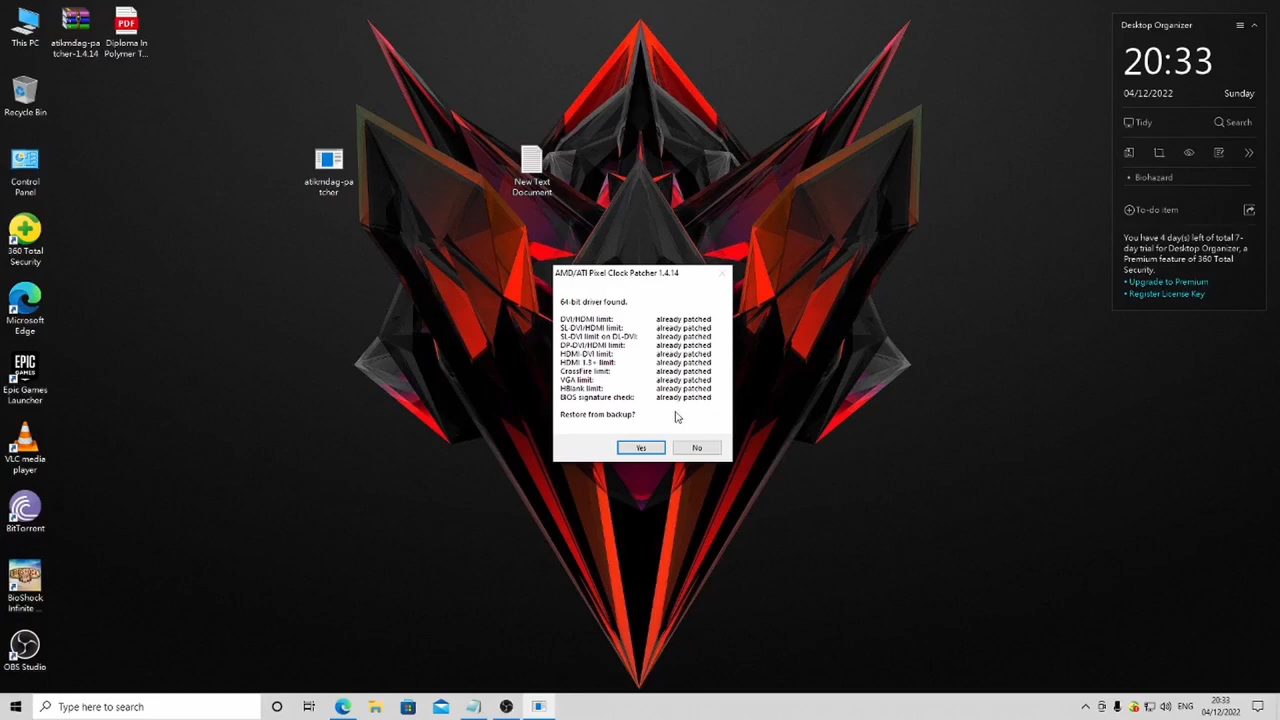 This PC
atikmdag-pa
tcher-1.4.14
PDF
Diploma In
Polymer T...
Recycle Bin
Control
Panel
360 Total
Security
Microsoft
Edge
EPIC
GAMES
Epic Games
Launcher
VLC media
player
BitTorrent
BioShock
Infinite ...
OBS Studio
atikmdag-pa
tcher
New Text
Document
AMD/ATI Pixel Clock Patcher 1.4.14
64-bit driver found.
DVI/HDMI limit: already patched
SL-DVI/HDMI limit: already patched
SL-DVI limit on DL-DVI: already patched
DP-DVI/HDMI limit: already patched
HDMI-DVI limit: already patched
HDMI 1.3+ limit: already patched
CrossFire limit: already patched
VGA limit: already patched
HBlank limit: already patched
BIOS signature check: already patched
Restore from backup?
Yes No
Desktop Organizer
20:33
04/12/2022 Sunday
Tidy Search
• Biohazard
To-do item
You have 4 day(s) left of total 7-
day trial for Desktop Organizer, a
Premium feature of 360 Total
Security.
• Upgrade to Premium
• Register License Key
Type here to search
ENG
20:33
04/12/2022